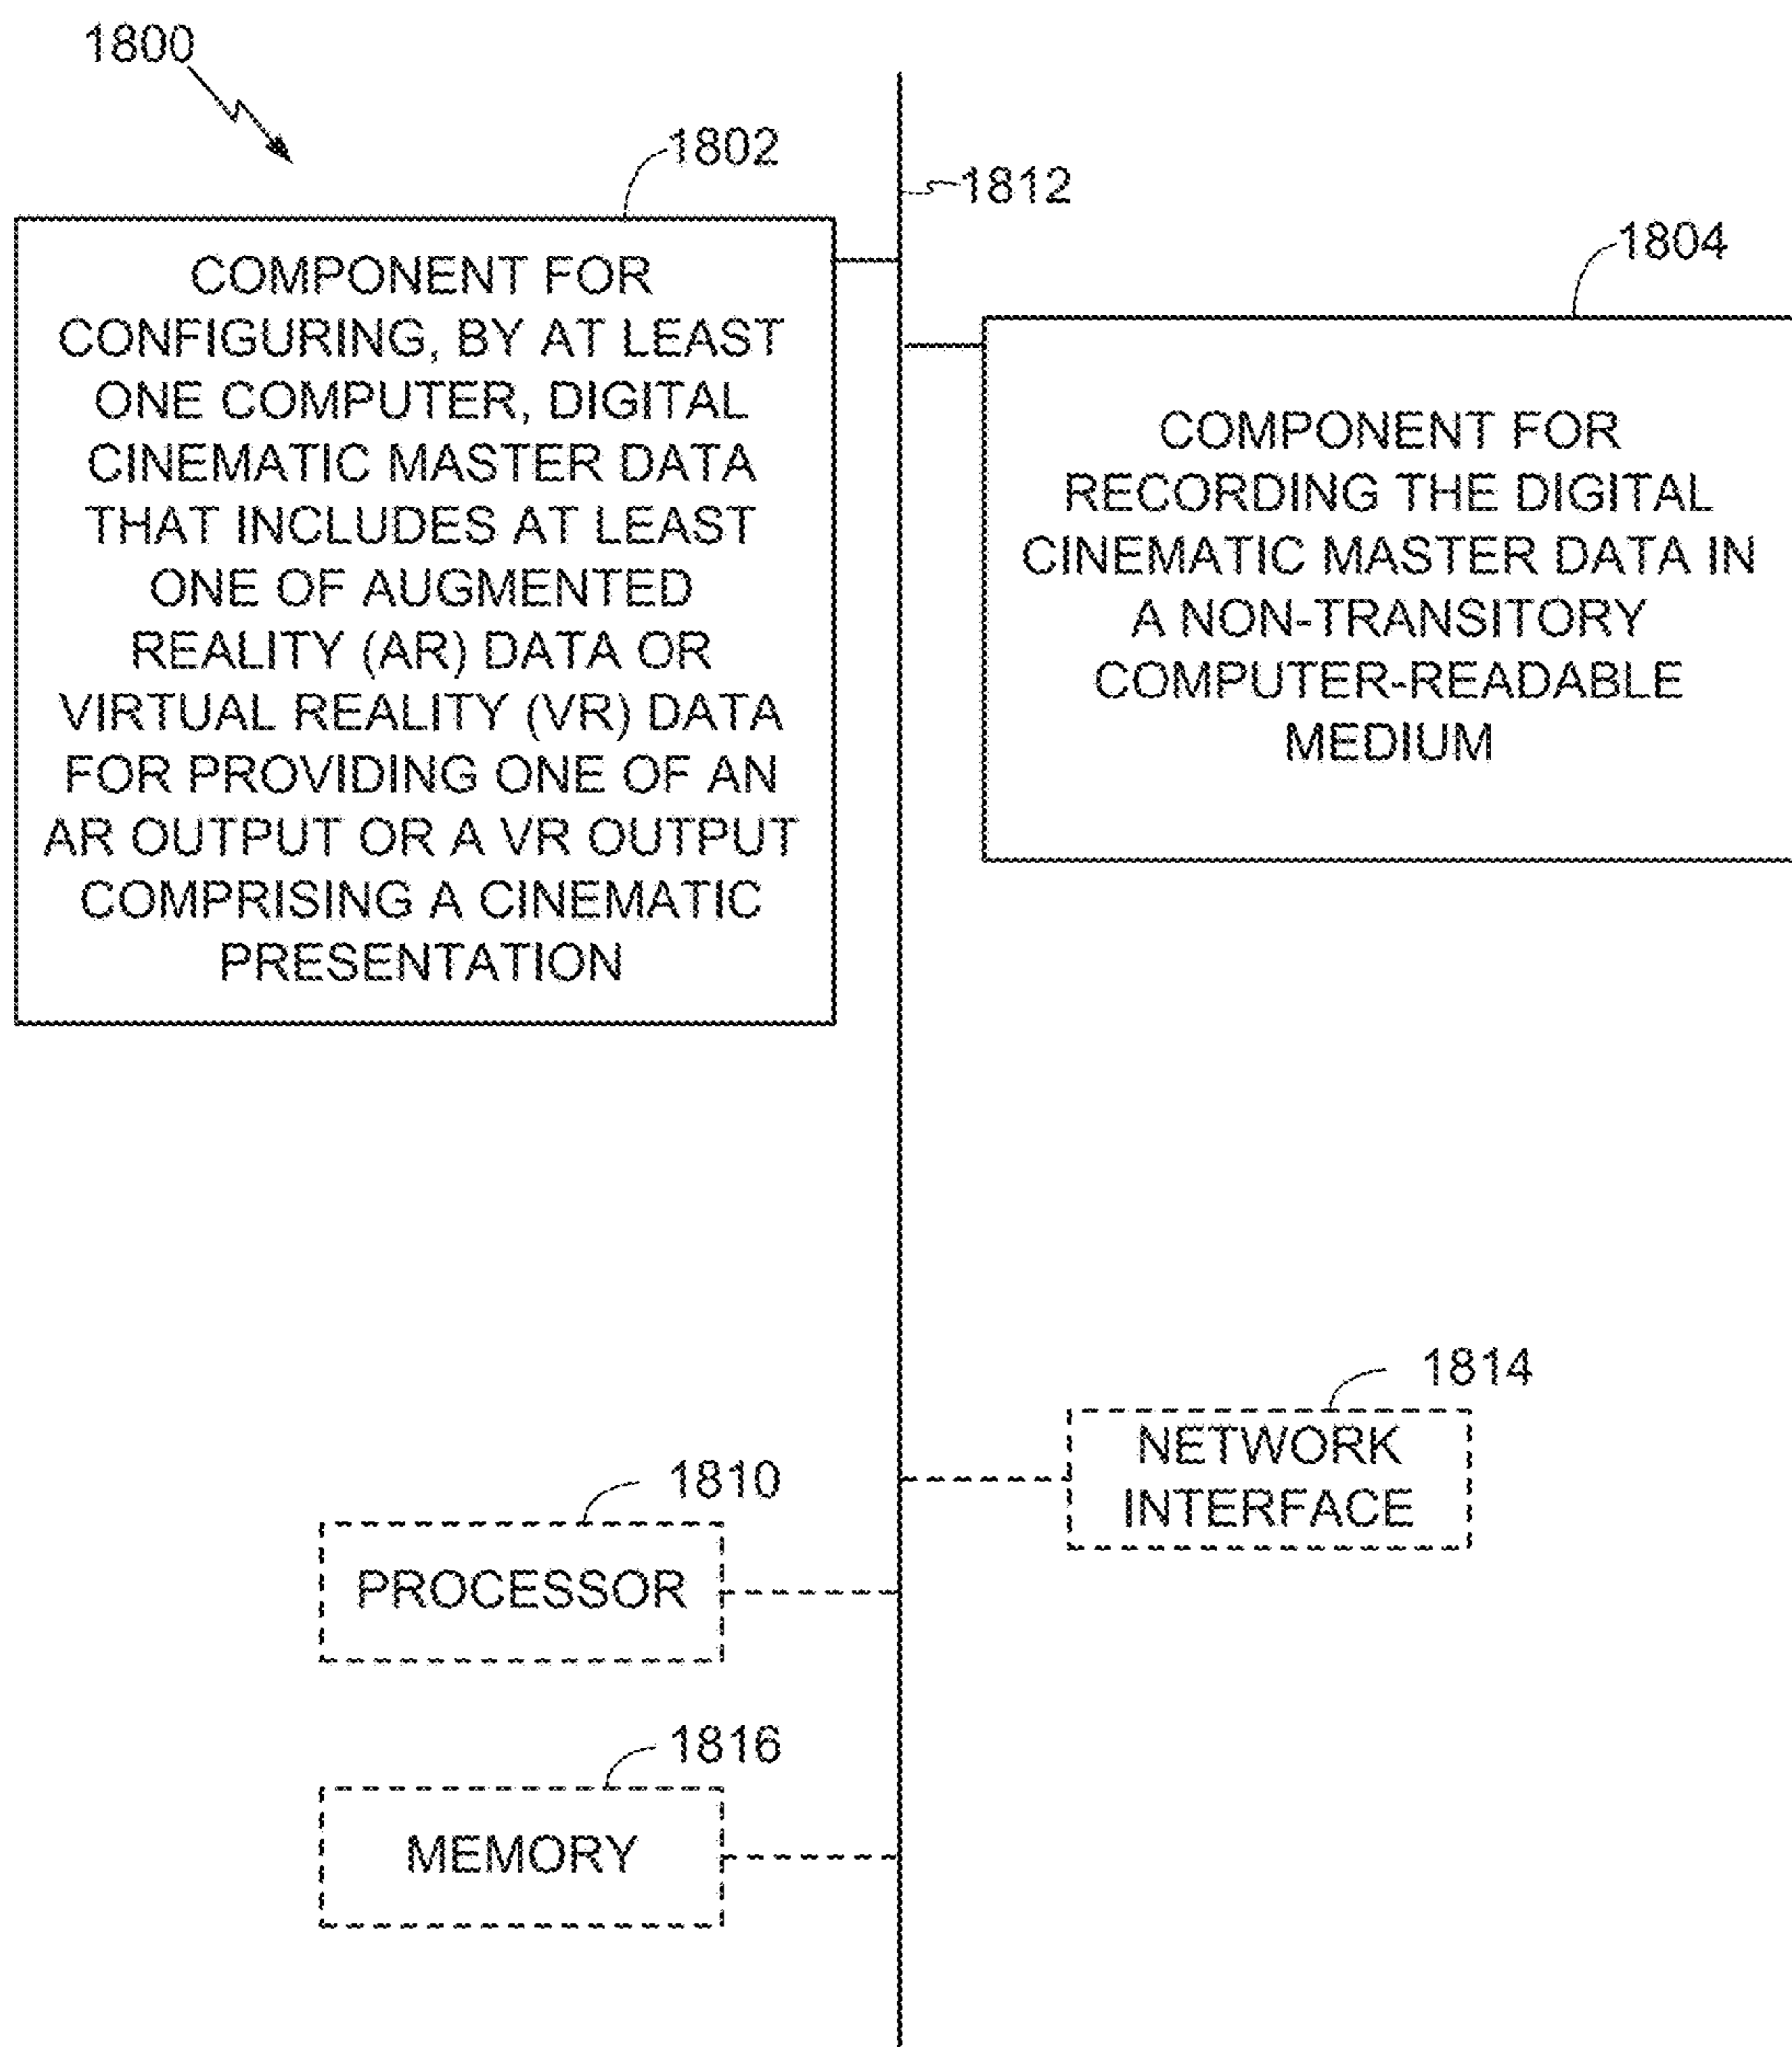 1800
1802
1812
1804
COMPONENT FOR
CONFIGURING, BY AT LEAST
ONE COMPUTER, DIGITAL
CINEMATIC MASTER DATA
THAT INCLUDES AT LEAST
ONE OF AUGMENTED
REALITY (AR) DATA OR
VIRTUAL REALITY (VR) DATA
FOR PROVIDING ONE OF AN
AR OUTPUT OR A VR OUTPUT
COMPRISING A CINEMATIC
PRESENTATION
COMPONENT FOR
RECORDING THE DIGITAL
CINEMATIC MASTER DATA IN
A NON-TRANSITORY
COMPUTER-READABLE
MEDIUM
1814
NETWORK
INTERFACE
1810
PROCESSOR
1816
MEMORY